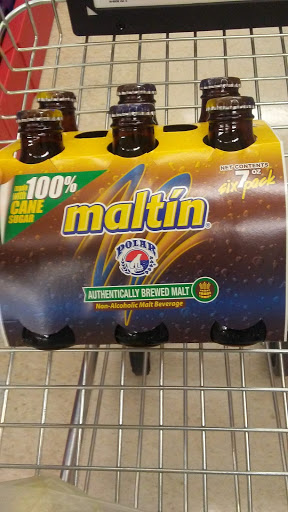 made with
100%
CANE
SUGAR
NET CONTENTS
7 OZ
six pack
maltín
POLAR
AUTHENTICALLY BREWED MALT
Non-Alcoholic Malt Beverage